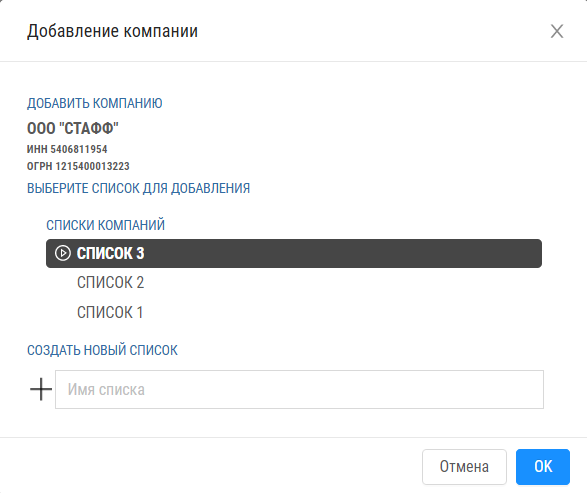 Добавление компании
ДОБАВИТЬ КОМПАНИЮ
ООО "СТАФФ"
ИНН 5406811954
ОГРН 1215400013223
ВЫБЕРИТЕ СПИСОК ДЛЯ ДОБАВЛЕНИЯ
СПИСКИ КОМПАНИЙ
СПИСОК 3
СПИСОК 2
СПИСОК 1
СОЗДАТЬ НОВЫЙ СПИСОК
Имя списка
Отмена OK